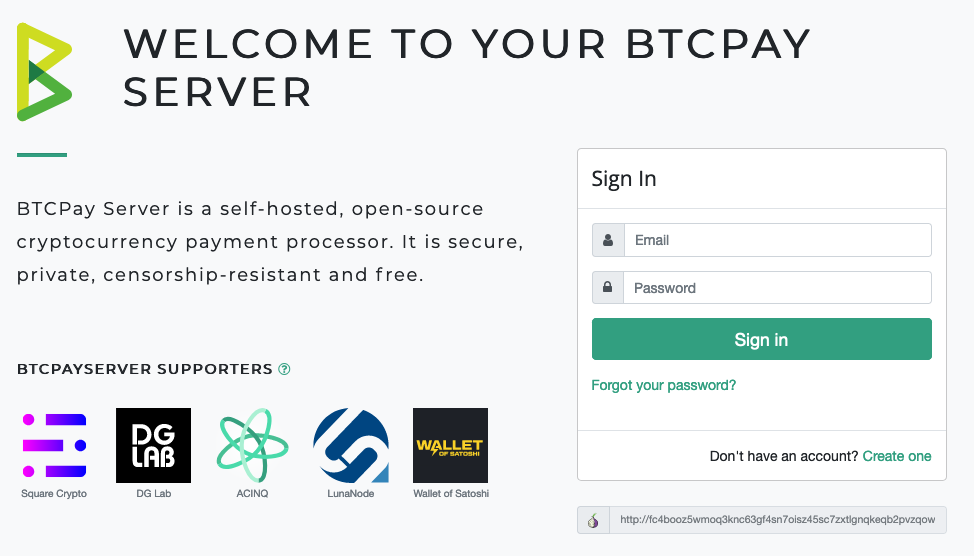 WELCOME TO YOUR BTCPAY
SERVER
BTCPay Server is a self-hosted, open-source
cryptocurrency payment processor. It is secure,
private, censorship-resistant and free.
BTCPAYSERVER SUPPORTERS ?
DG
LAB
WALLET
OF SATOSHI
Square Crypto
DG Lab
ACINQ
LunaNode
Wallet of Satoshi
Sign In
Email
Password
Sign in
Forgot your password?
Don't have an account? Create one
http://fc4booz5wmoq3knc63gf4sn7oisz45sc7zxtlgnqkeqb2pvzqow